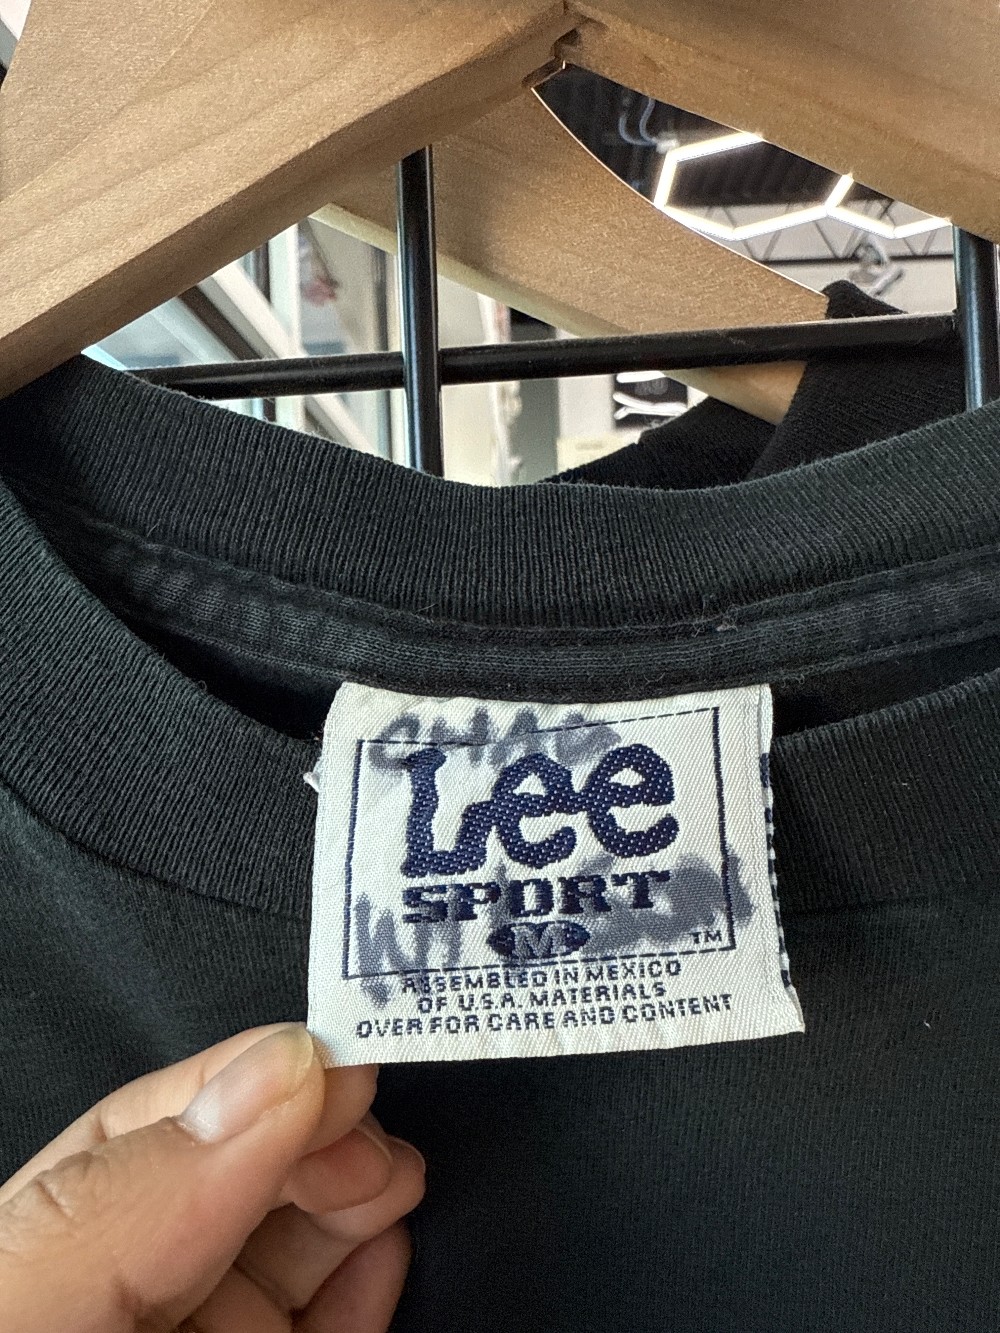 Lee
SPORT
M
TM
ASSEMBLED IN MEXICO
OF U.S.A. MATERIALS
OVER FOR CARE AND CONTENT